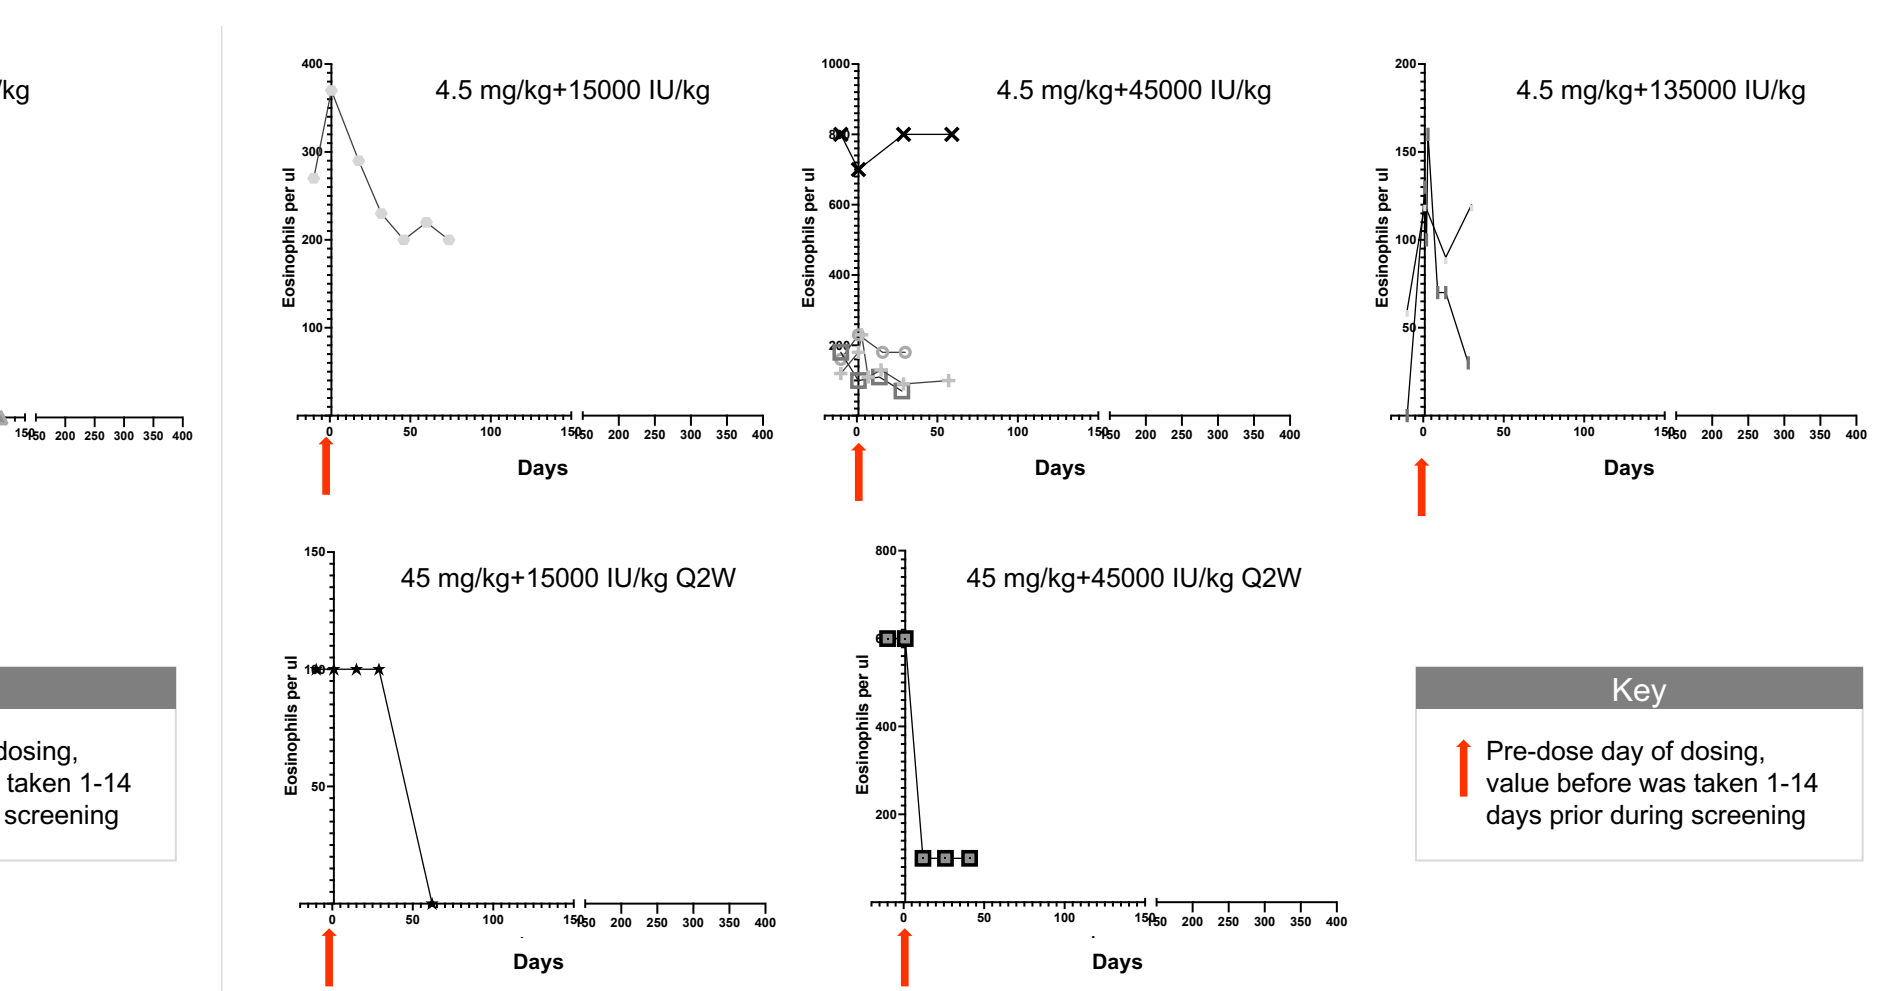 /kg
150
200 250 300 350 400
dosing,
taken 1-14
screening
4.5 mg/kg+15000 IU/kg
400
300
200
100
Eosinophils per ul
0 50 100 150
200 250 300 350 400
Days
4.5 mg/kg+45000 IU/kg
1000
600
400
200
Eosinophils per ul
0 50 100 150
200 250 300 350 400
Days
4.5 mg/kg+135000 IU/kg
200
150
100
50
Eosinophils per ul
0 50 100 150
200 250 300 350 400
Days
45 mg/kg+15000 IU/kg Q2W
150
100
50
Eosinophils per ul
0 50 100 150
200 250 300 350 400
Days
45 mg/kg+45000 IU/kg Q2W
800
400
200
Eosinophils per ul
0 50 100 150
200 250 300 350 400
Days
Key
Pre-dose day of dosing,
value before was taken 1-14
days prior during screening